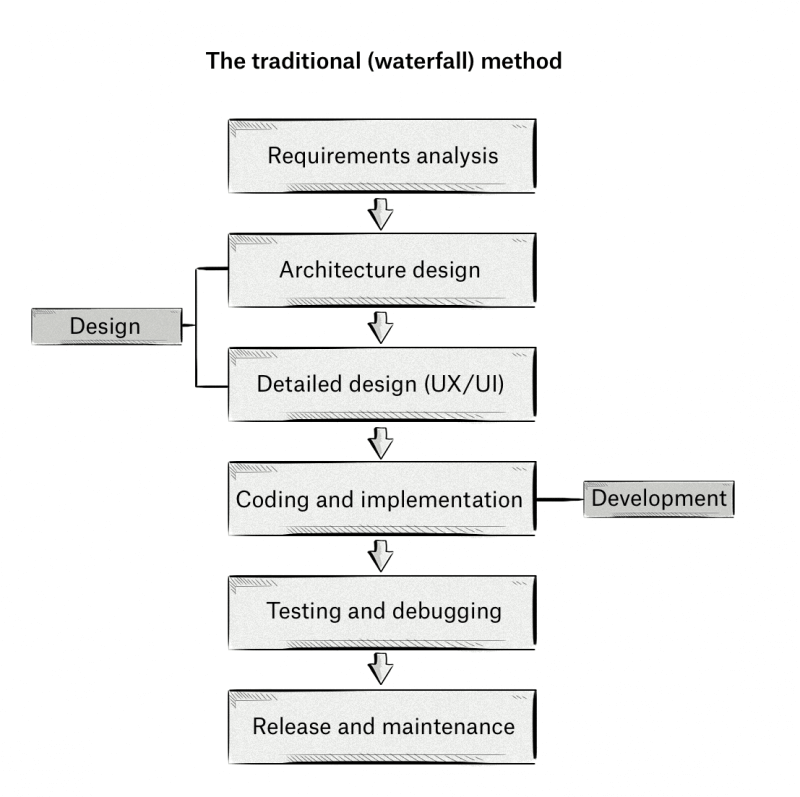 The traditional (waterfall) method
Requirements analysis
Architecture design
Design
Detailed design (UX/UI)
Coding and implementation
Development
Testing and debugging
Release and maintenance